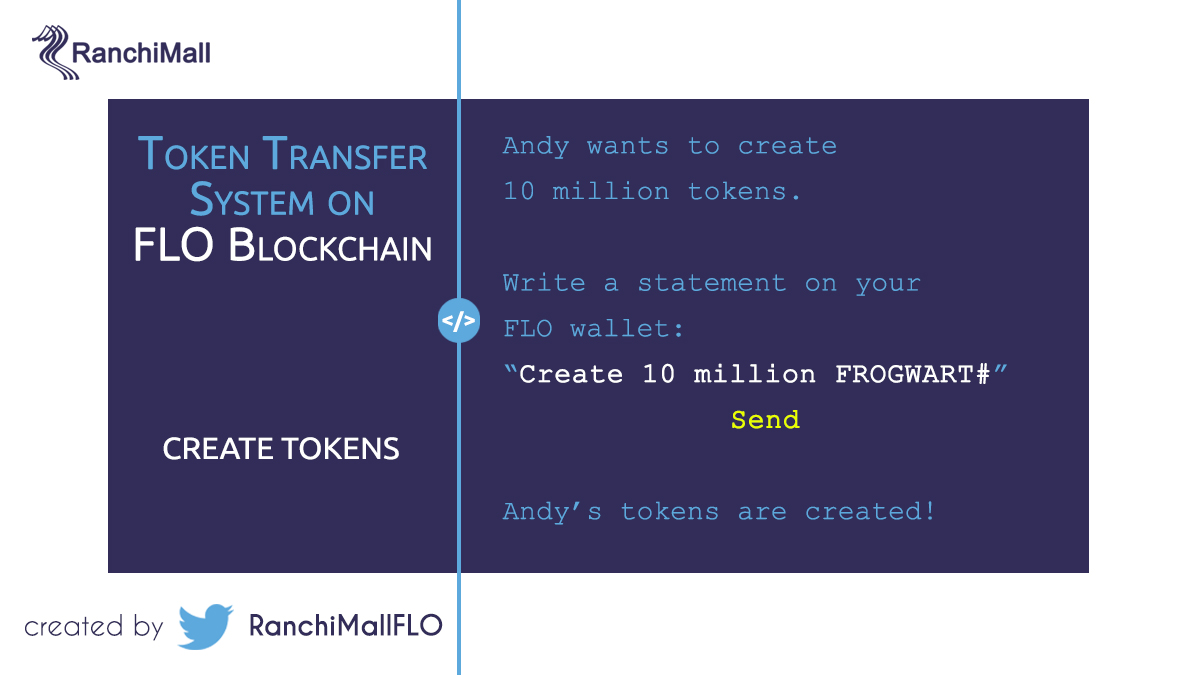 RanchiMall
Token Transfer
System on
FLO Blockchain
CREATE TOKENS
</>
Andy wants to create
10 million tokens.
Write a statement on your
FLO wallet:
“Create 10 million FROGWART#”
Send
Andy’s tokens are created!
created by RanchiMallFLO